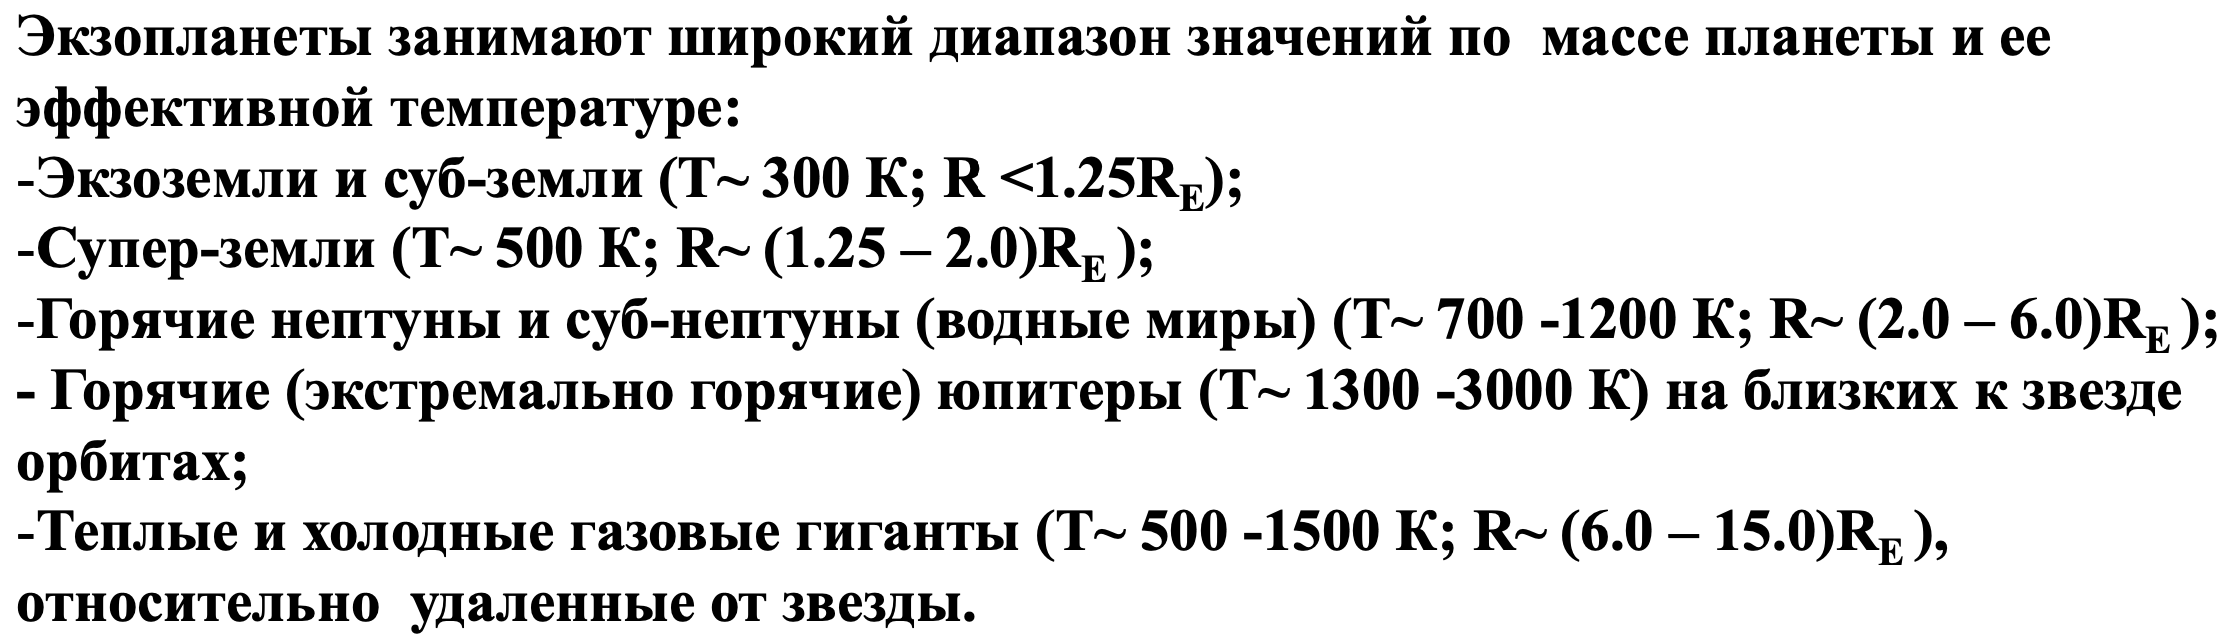 Экзопланеты занимают широкий диапазон значений по  массе планеты и ее
эффективной температуре:
-Экзоземли и суб-земли (T~ 300 К; R <1.25R_E);
-Супер-земли (T~ 500 К; R~ (1.25 – 2.0)R_E );
-Горячие нептуны и суб-нептуны (водные миры) (T~ 700 -1200 К; R~ (2.0 – 6.0)R_E );
- Горячие (экстремально горячие) юпитеры (T~ 1300 -3000 К) на близких к звезде
орбитах;
-Теплые и холодные газовые гиганты (T~ 500 -1500 К; R~ (6.0 – 15.0)R_E ),
относительно  удаленные от звезды.